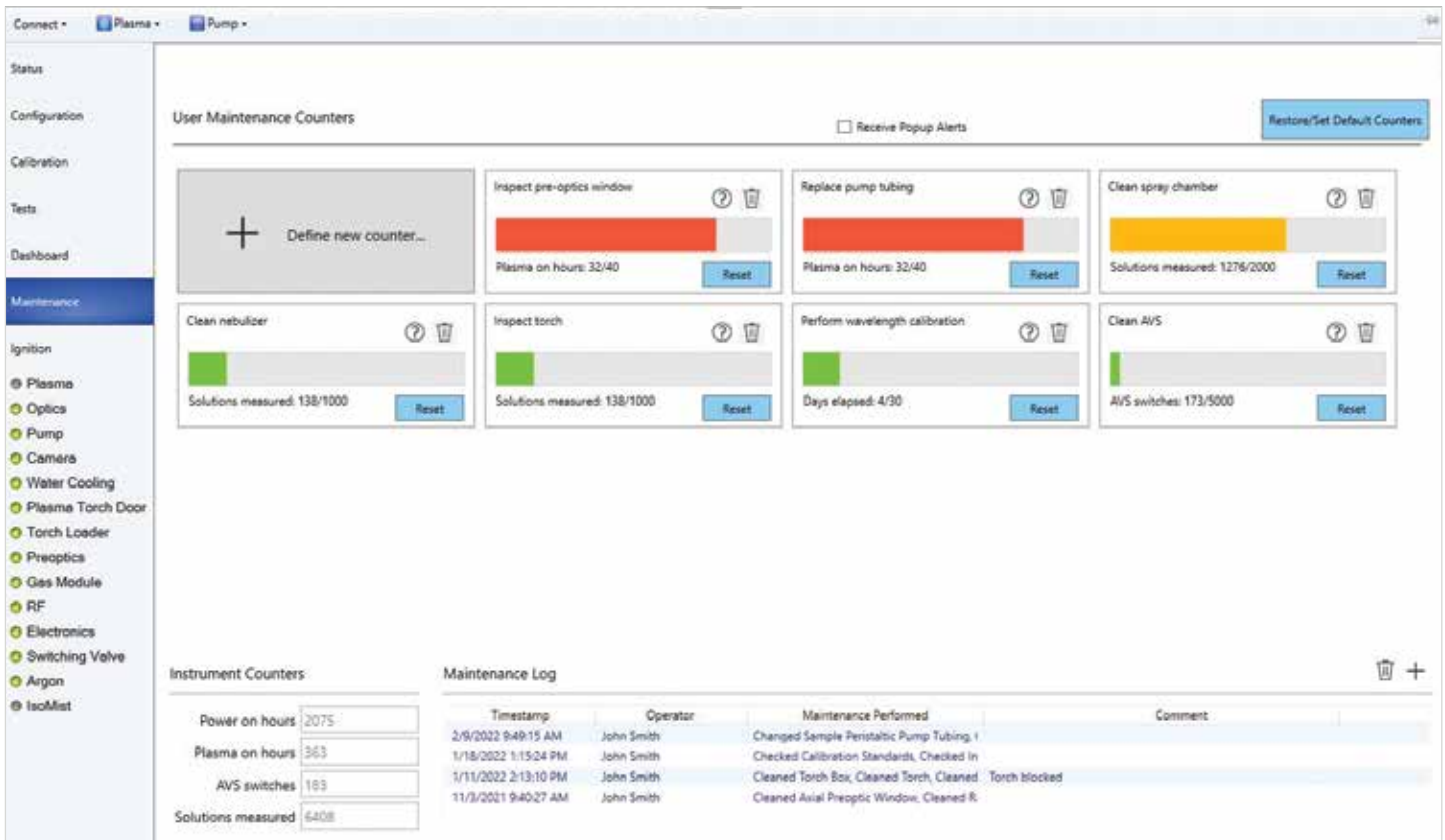 Connect Plasma Pump
Status
Configuration
Calibration
Tests
Dashboard
Maintenance
Ignition
Plasma
Optics
Pump
Camera
Water Cooling
Plasma Torch Door
Torch Loader
Preoptics
Gas Module
RF
Electronics
Switching Valve
Argon
IsoMist
User Maintenance Counters
Receive Popup Alerts
Restore/Set Default Counters
Define new counter...
Inspect pre-optics window
Plasma on hours: 32/40
Reset
Replace pump tubing
Plasma on hours: 32/40
Reset
Clean spray chamber
Solutions measured: 1276/2000
Reset
Clean nebulizer
Solutions measured: 138/1000
Reset
Inspect torch
Solutions measured: 138/1000
Reset
Perform wavelength calibration
Days elapsed: 4/30
Reset
Clean AVS
AVS switches: 173/5000
Reset
Instrument Counters
Power on hours 2075
Plasma on hours 363
AVS switches 183
Solutions measured 6408
Maintenance Log
Timestamp Operator Maintenance Performed Comment
2/9/2022 9:49:15 AM John Smith Changed Sample Peristaltic Pump Tubing,
1/18/2022 1:15:24 PM John Smith Checked Calibration Standards, Checked In
1/11/2022 2:13:10 PM John Smith Cleaned Torch Box, Cleaned Torch, Cleaned Torch blocked
11/3/2021 9:40:27 AM John Smith Cleaned Axial Preoptic Window, Cleaned R